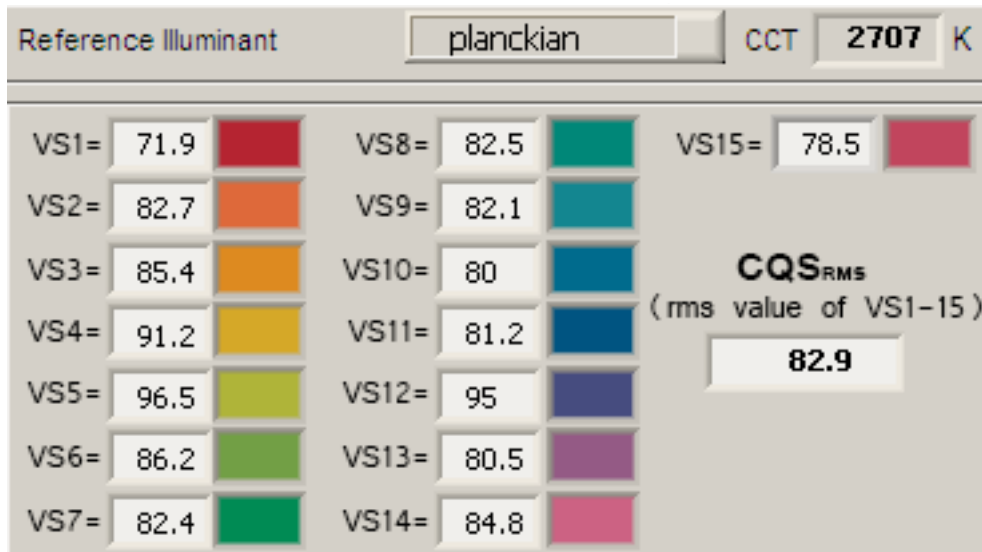 Reference Illuminant planckian CCT 2707 K
VS1= 71.9 VS8= 82.5 VS15= 78.5
VS2= 82.7 VS9= 82.1
VS3= 85.4 VS10= 80 CQSRMS
VS4= 91.2 VS11= 81.2 (rms value of VS1-15)
VS5= 96.5 VS12= 95 82.9
VS6= 86.2 VS13= 80.5
VS7= 82.4 VS14= 84.8